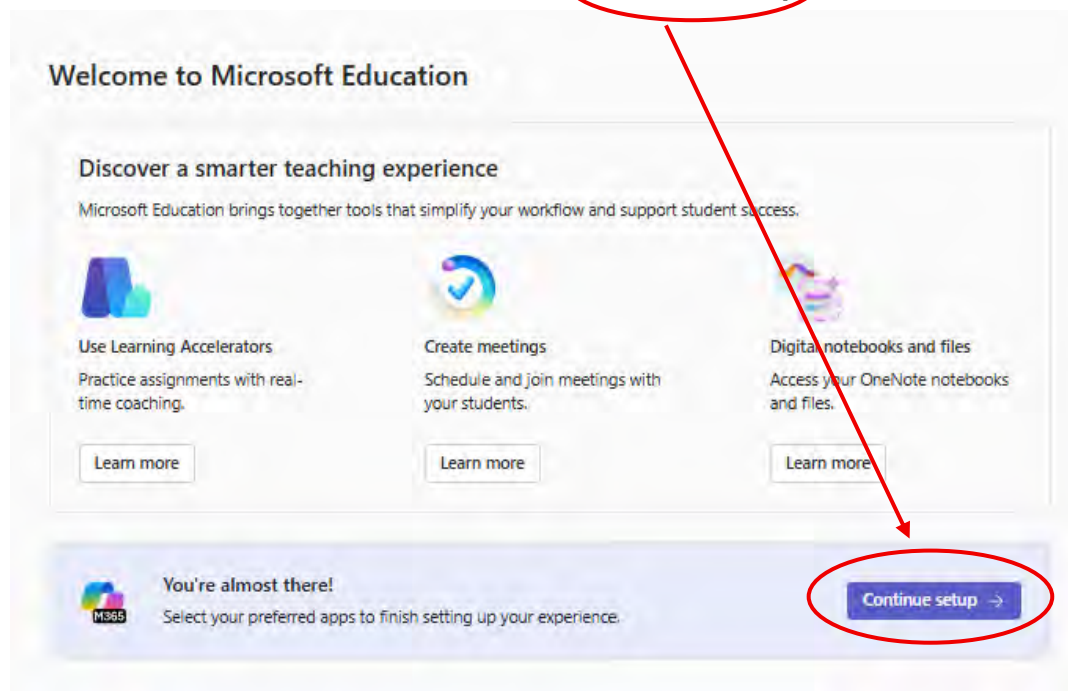 Welcome to Microsoft Education
Discover a smarter teaching experience
Microsoft Education brings together tools that simplify your workflow and support student success.
Use Learning Accelerators
Practice assignments with real-
time coaching.
Learn more
Create meetings
Schedule and join meetings with
your students.
Learn more
Digital notebooks and files
Access your OneNote notebooks
and files.
Learn more
M365
You're almost there!
Select your preferred apps to finish setting up your experience.
Continue setup →